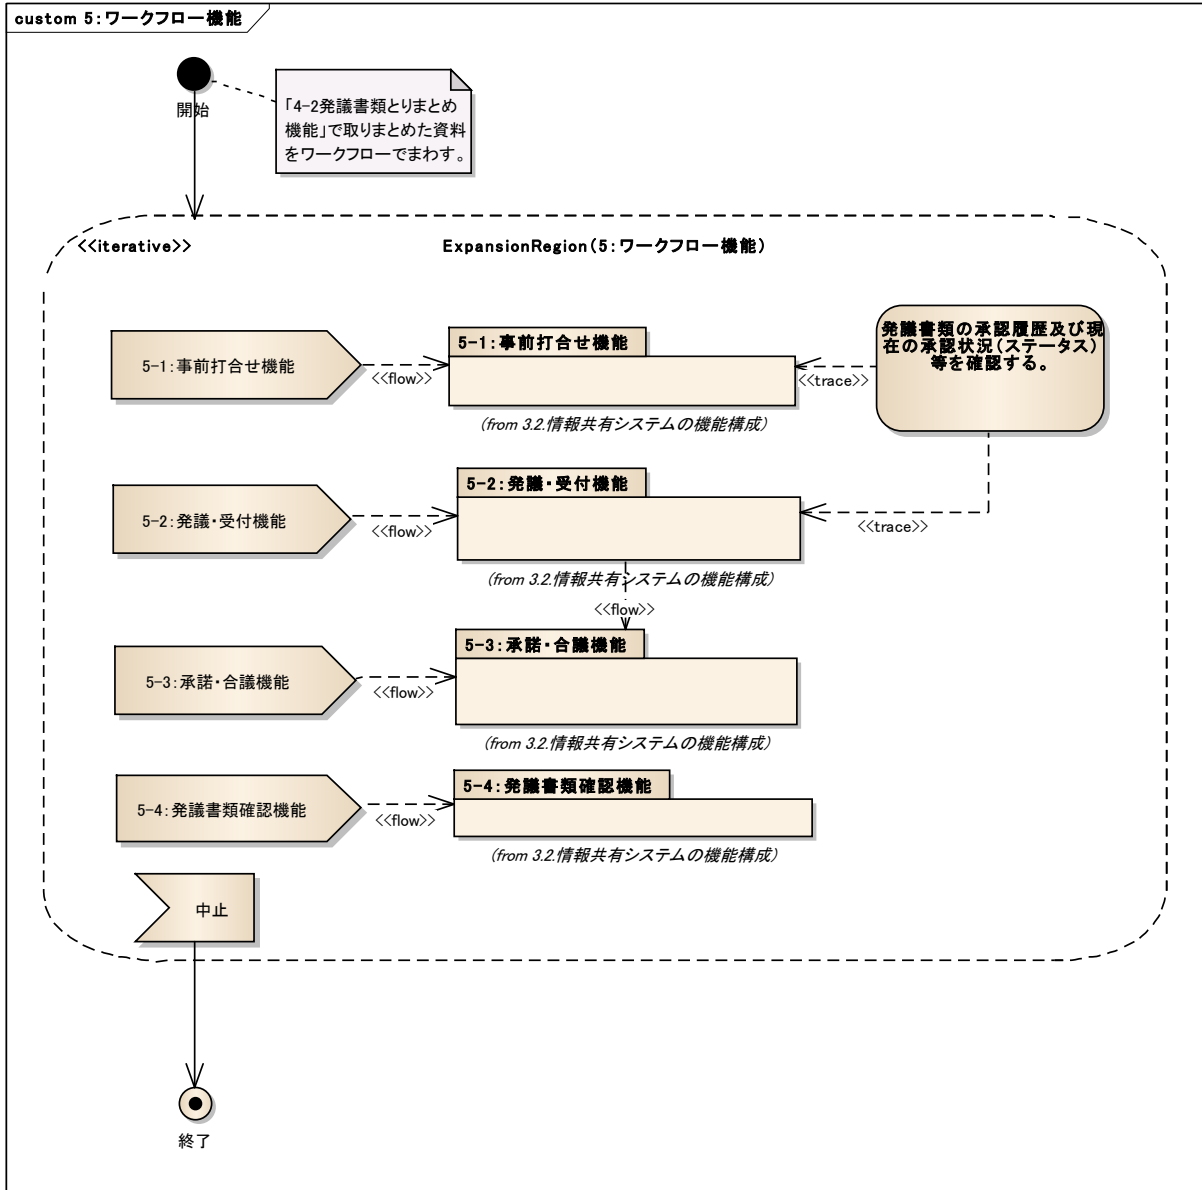 custom 5:ワークフロー機能
開始
「4-2発議書類とりまとめ
機能」で取りまとめた資料
をワークフローでまわす。
<<iterative>>
ExpansionRegion(5:ワークフロー機能)
5-1:事前打合せ機能
<<flow>>
5-1:事前打合せ機能
(from 3.2.情報共有システムの機能構成)
<<trace>>
発議書類の承認履歴及び現
在の承認状況(ステータス)
等を確認する。
5-2:発議・受付機能
<<flow>>
5-2:発議・受付機能
(from 3.2.情報共有システムの機能構成)
<<trace>>
<<flow>>
5-3:承諾・合議機能
<<flow>>
5-3:承諾・合議機能
(from 3.2.情報共有システムの機能構成)
5-4:発議書類確認機能
<<flow>>
5-4:発議書類確認機能
(from 3.2.情報共有システムの機能構成)
中止
終了